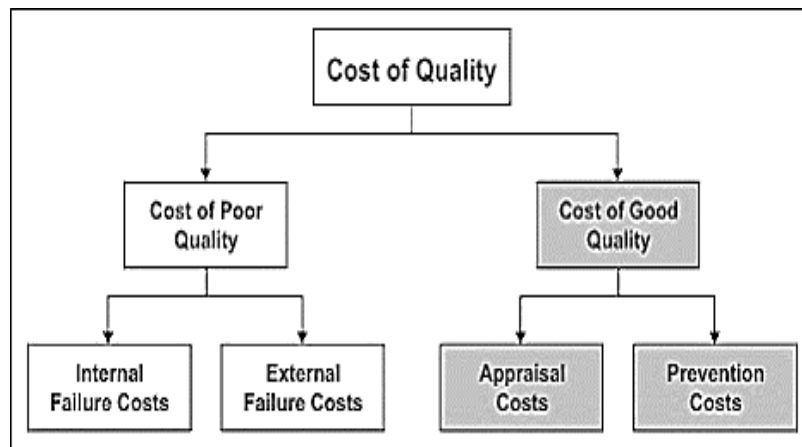 Cost of Quality
Cost of Poor
Quality
Cost of Good
Quality
Internal
Failure Costs
External
Failure Costs
Appraisal
Costs
Prevention
Costs